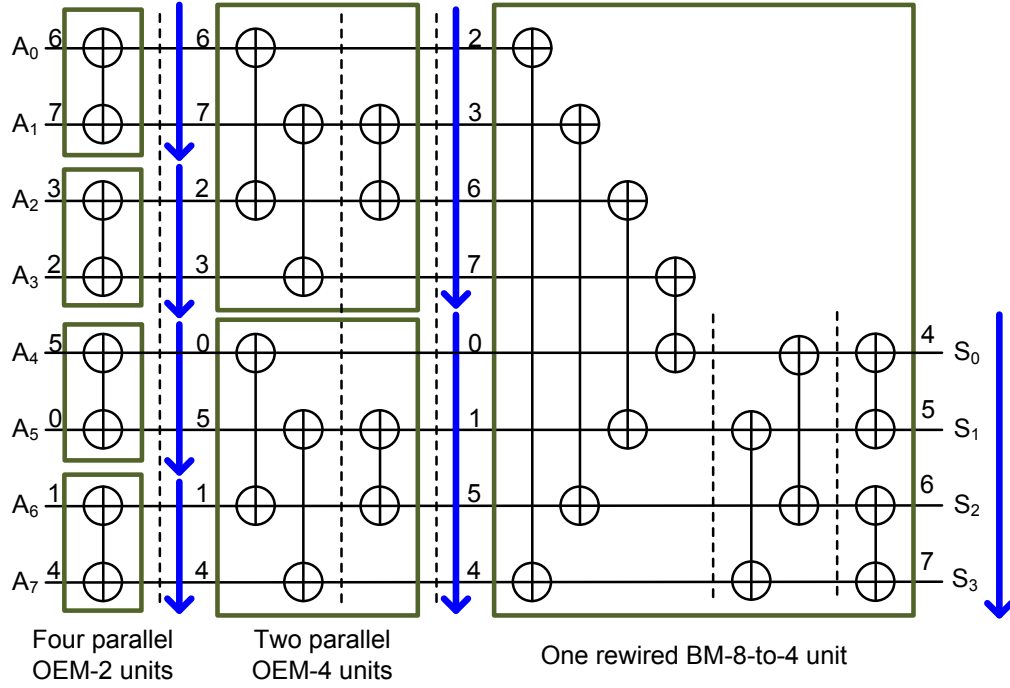 A0 6 6 2
A1 7 7 3
A2 3 2 6
A3 2 3 7
A4 5 0 0 4 S0
A5 0 5 1 5 S1
A6 1 1 5 6 S2
A7 4 4 4 7 S3
Four parallel
OEM-2 units
Two parallel
OEM-4 units
One rewired BM-8-to-4 unit